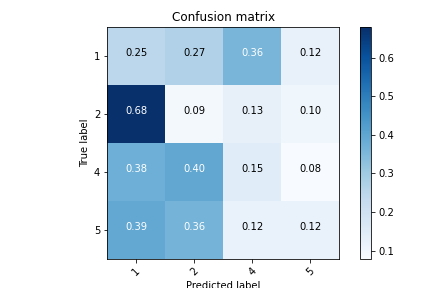 Confusion matrix
1 0.25 0.27 0.36 0.12
2 0.68 0.09 0.13 0.10
4 0.38 0.40 0.15 0.08
5 0.39 0.36 0.12 0.12
1 2 4 5
True label
Predicted label
0.6
0.5
0.4
0.3
0.2
0.1